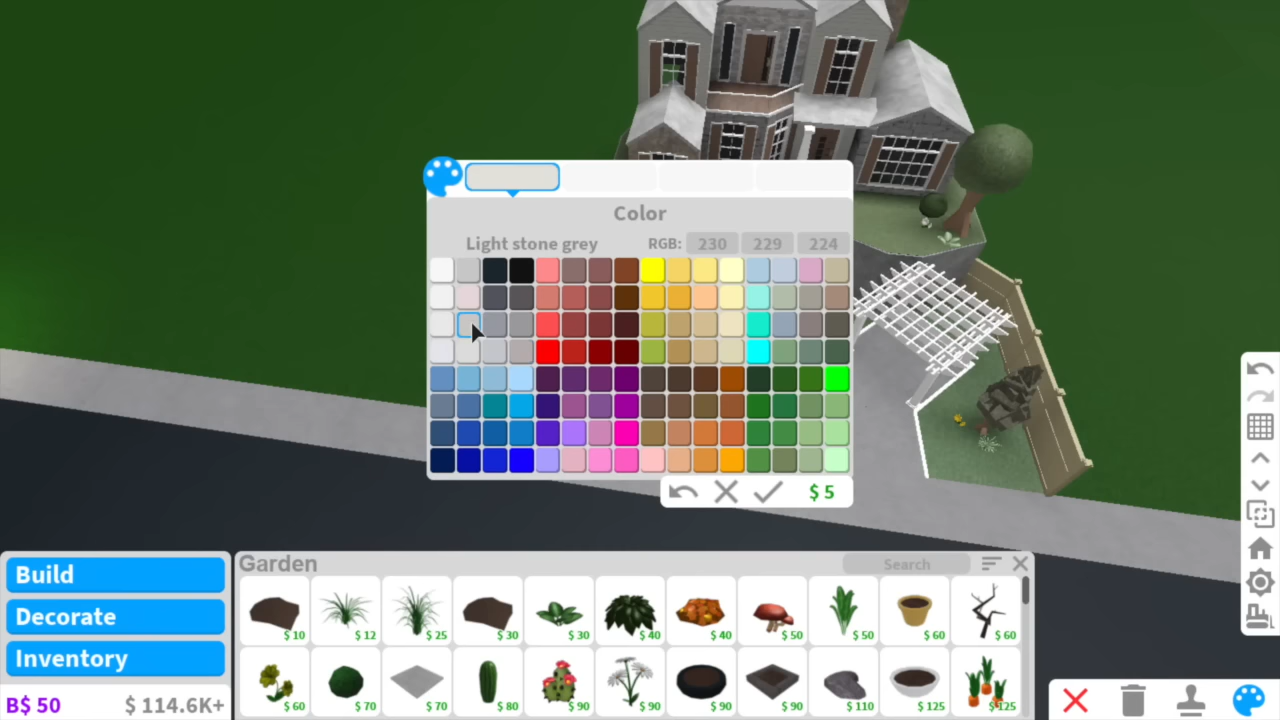 Color
Light stone grey RGB: 230 229 224
$ 5
Build
Decorate
Inventory
B$ 50 $ 114.6K+
Garden Search
$ 10 $ 12 $ 25 $ 30 $ 30 $ 40 $ 40 $ 50 $ 50 $ 60 $ 60
$ 60 $ 70 $ 70 $ 80 $ 90 $ 90 $ 90 $ 90 $ 110 $ 125 $ 125